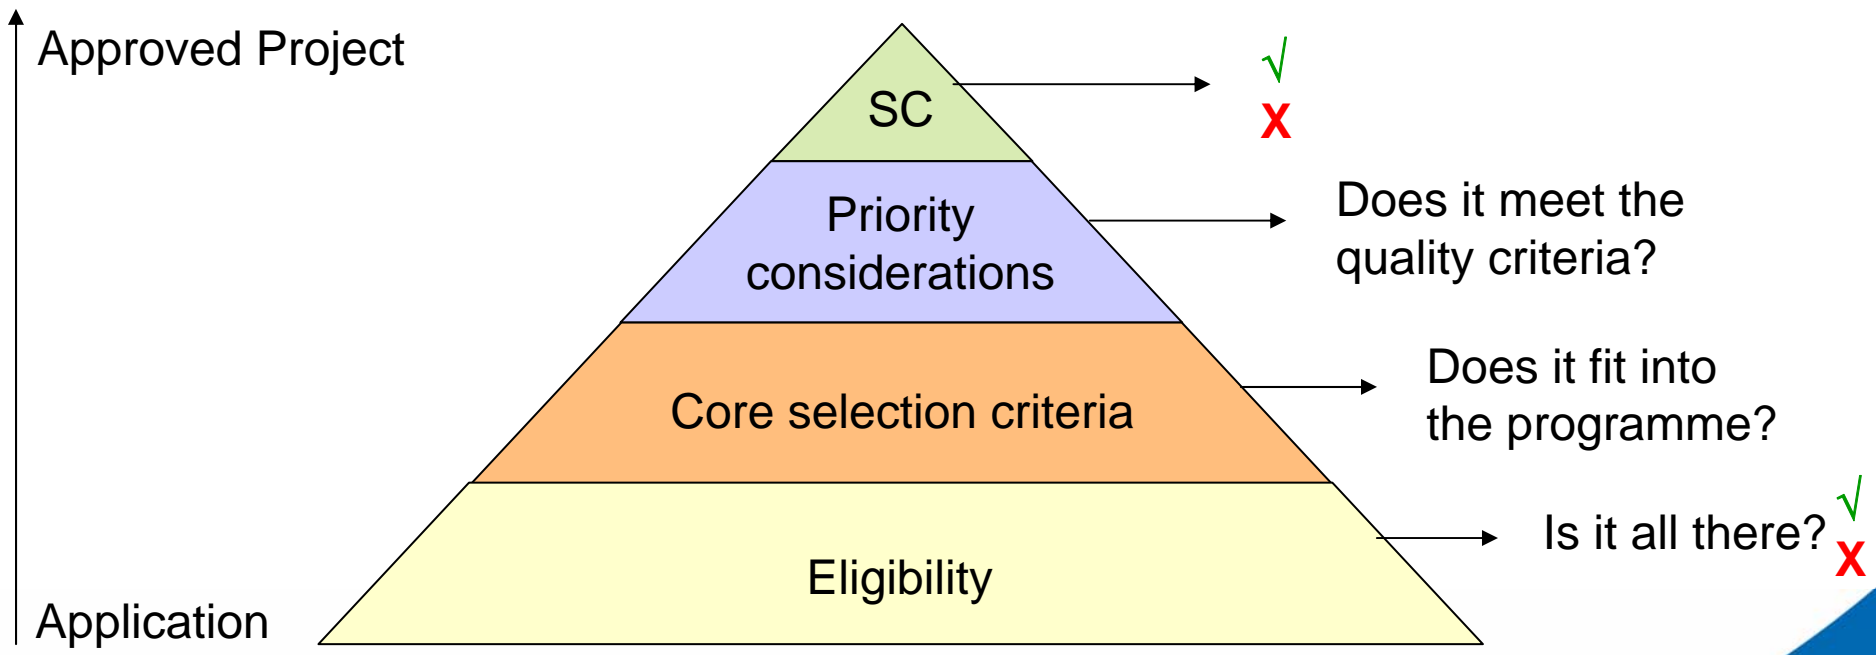 Approved Project
SC
√
X
Priority
considerations
Does it meet the
quality criteria?
Core selection criteria
Does it fit into
the programme?
Eligibility
Is it all there?
√
X
Application